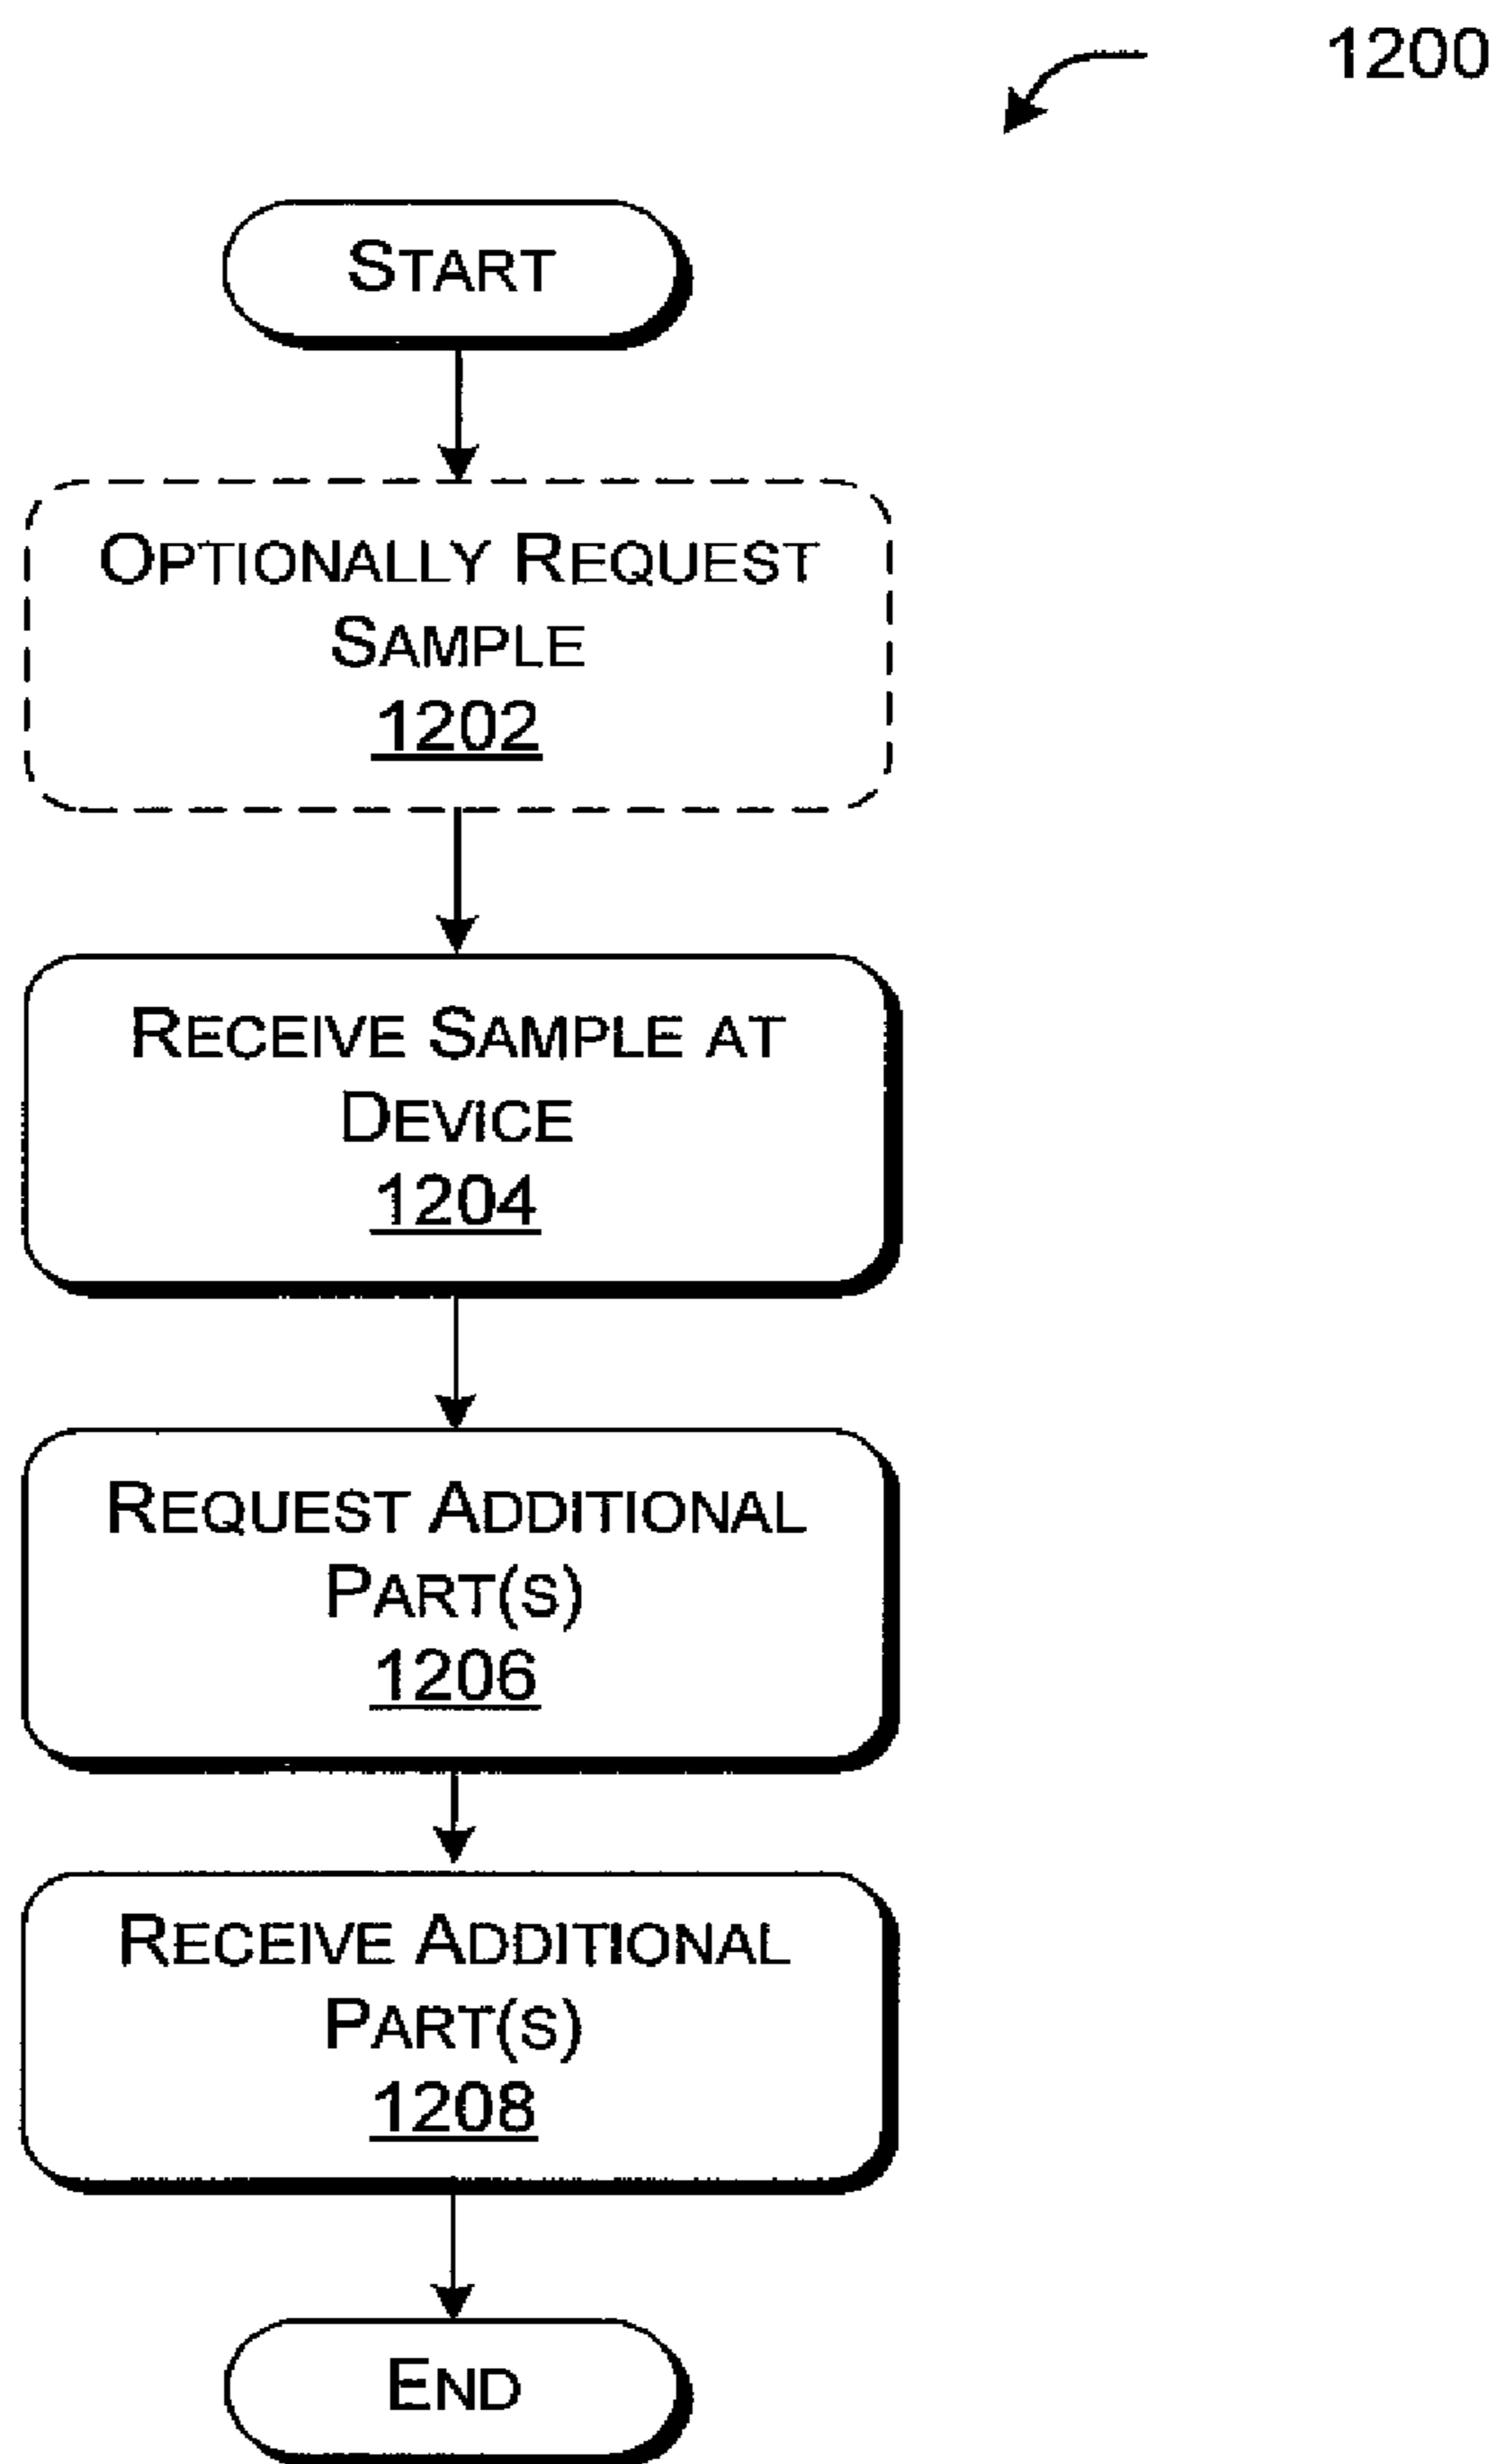 1200
START
OPTIONALLY REQUEST
SAMPLE
1202
RECEIVE SAMPLE AT
DEVICE
1204
REQUEST ADDITIONAL
PART(S)
1206
RECEIVE ADDITIONAL
PART(S)
1208
END